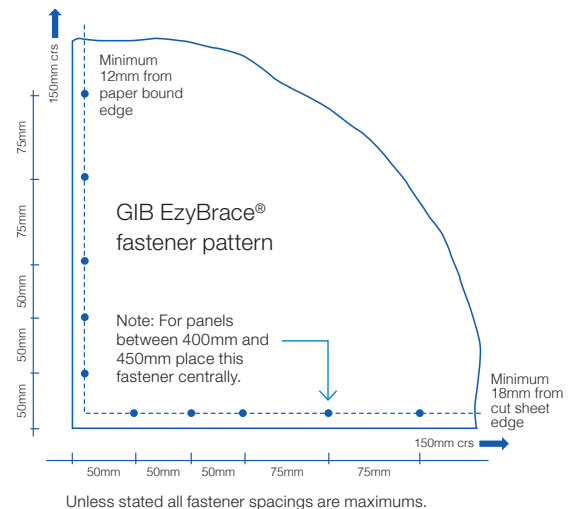 150mm crs
Minimum
12mm from
paper bound
edge
75mm
75mm
50mm
50mm
50mm
GIB EzyBrace®
fastener pattern
Note: For panels
between 400mm and
450mm place this
fastener centrally.
Minimum
18mm from
cut sheet
edge
150mm crs
50mm
50mm
50mm
75mm
75mm
Unless stated all fastener spacings are maximums.